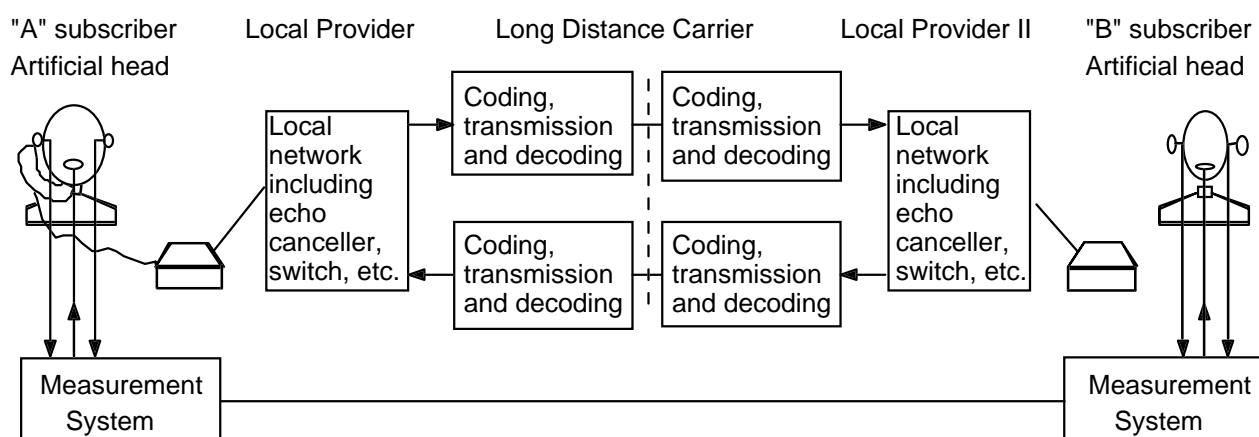 "A" subscriber
Artificial head
Local Provider
Long Distance Carrier
Local Provider II
"B" subscriber
Artificial head
Local
network
including
echo
canceller,
switch, etc.
Coding,
transmission
and decoding
Coding,
transmission
and decoding
Coding,
transmission
and decoding
Coding,
transmission
and decoding
Local
network
including
echo
canceller,
switch, etc.
Measurement
System
Measurement
System